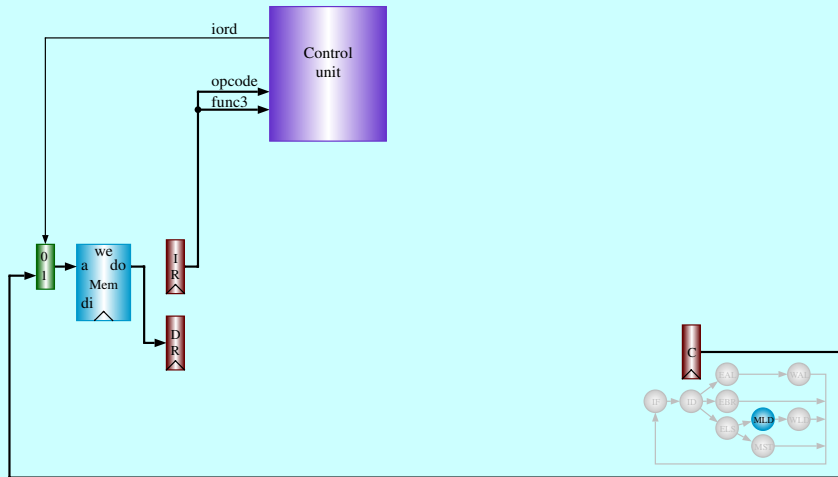 iord
Control
unit
opcode
func3
0
1
we
a
do
Mem
di
I
R
D
R
C
EAL
WAL
IF
ID
EBR
MLD
WLD
ELS
MST